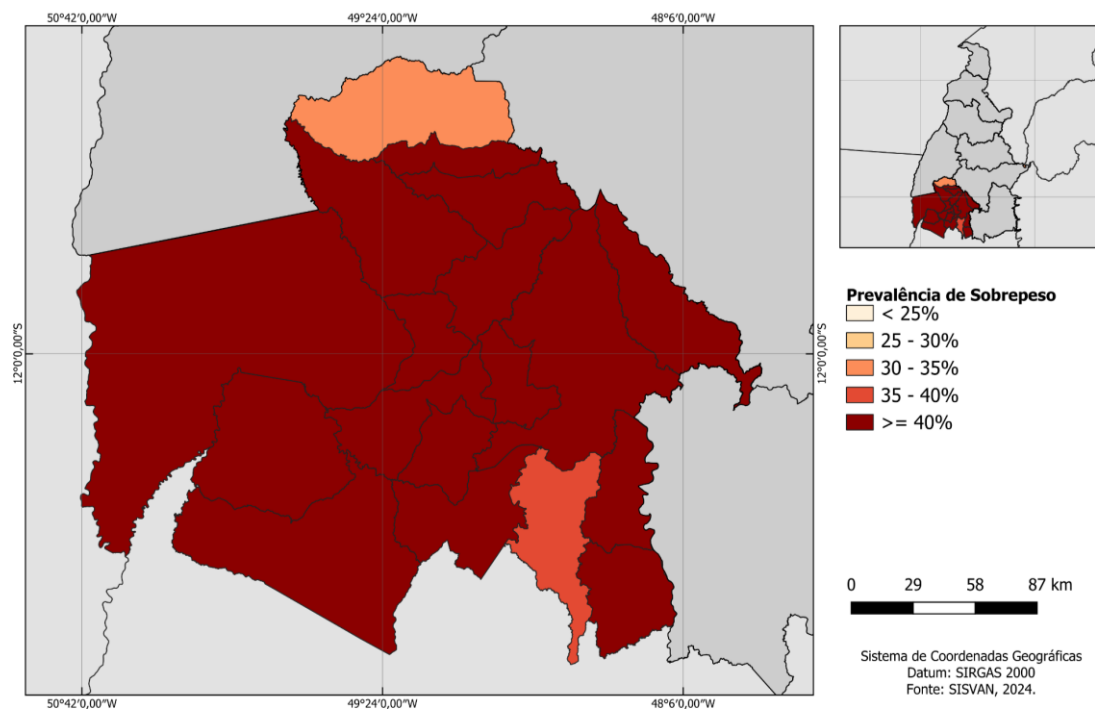 50°42'0,00"W
49°24'0,00"W
48°6'0,00"W
12°0'0,00"S
12°0'0,00"S
50°42'0,00"W
49°24'0,00"W
48°6'0,00"W
Prevalência de Sobrepeso
< 25%
25 - 30%
30 - 35%
35 - 40%
>= 40%
0 29 58 87 km
Sistema de Coordenadas Geográficas
Datum: SIRGAS 2000
Fonte: SISVAN, 2024.